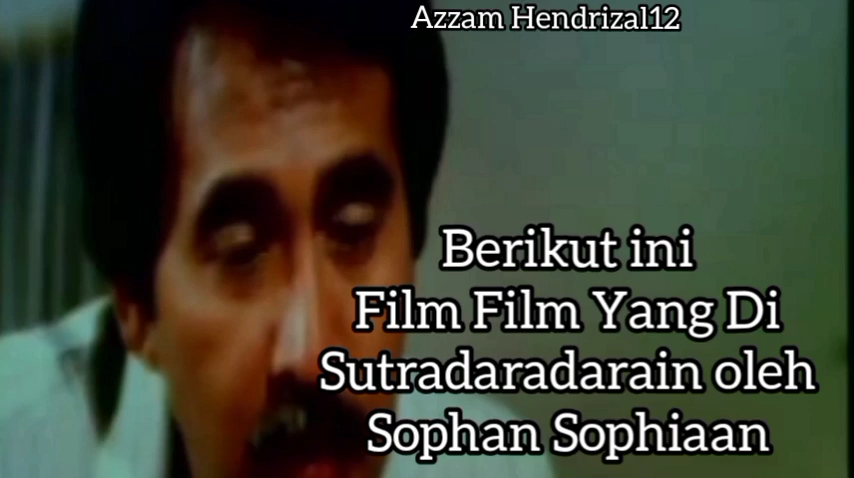 Azzam Hendrizal12
Berikut ini
Film Film Yang Di
Sutradaradarain oleh
Sophan Sophiaan